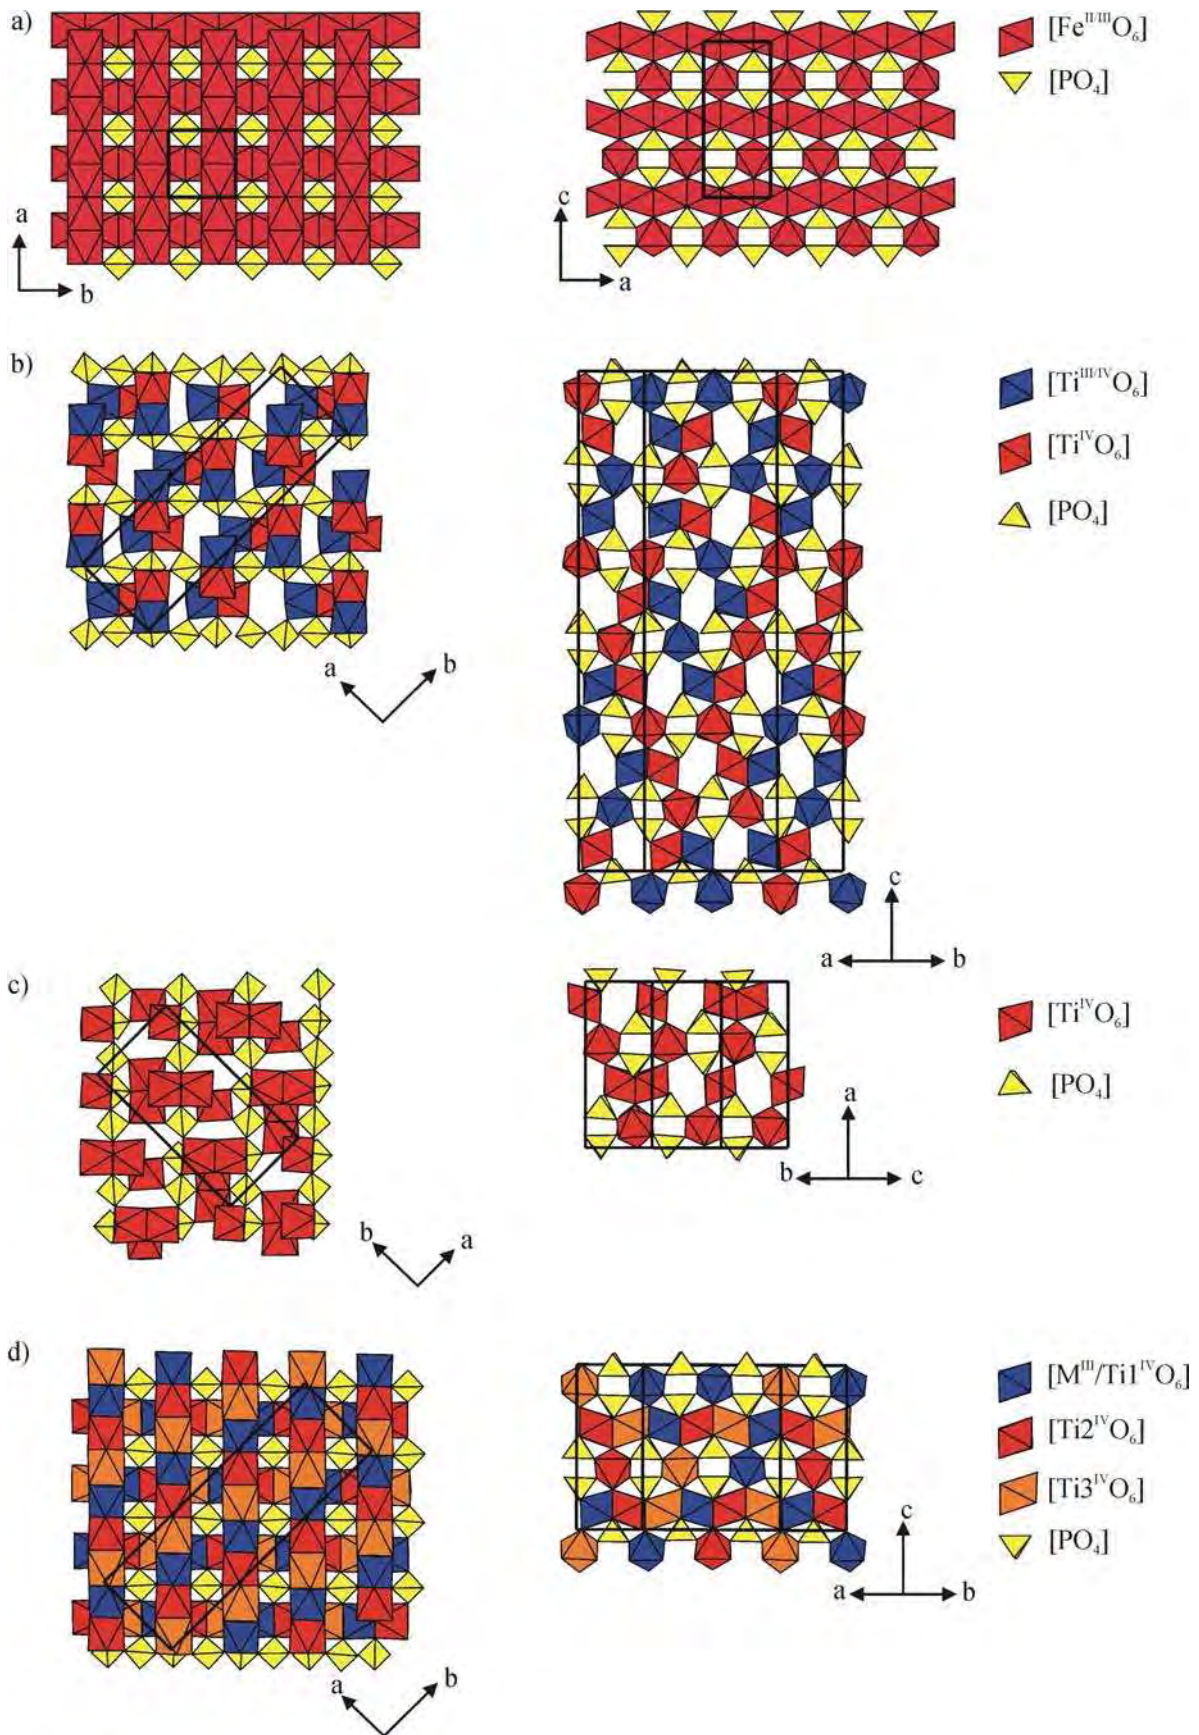 a)
[Fe^II/III O₆]
[PO₄]
a
b
c
a
b)
[Ti^III/IV O₆]
[Ti^IV O₆]
[PO₄]
a
b
c
a
b
c)
[Ti^IV O₆]
[PO₄]
a
b
c
b
a
d)
[M^III/Ti1^IV O₆]
[Ti2^IV O₆]
[Ti3^IV O₆]
[PO₄]
c
a
b
a
b